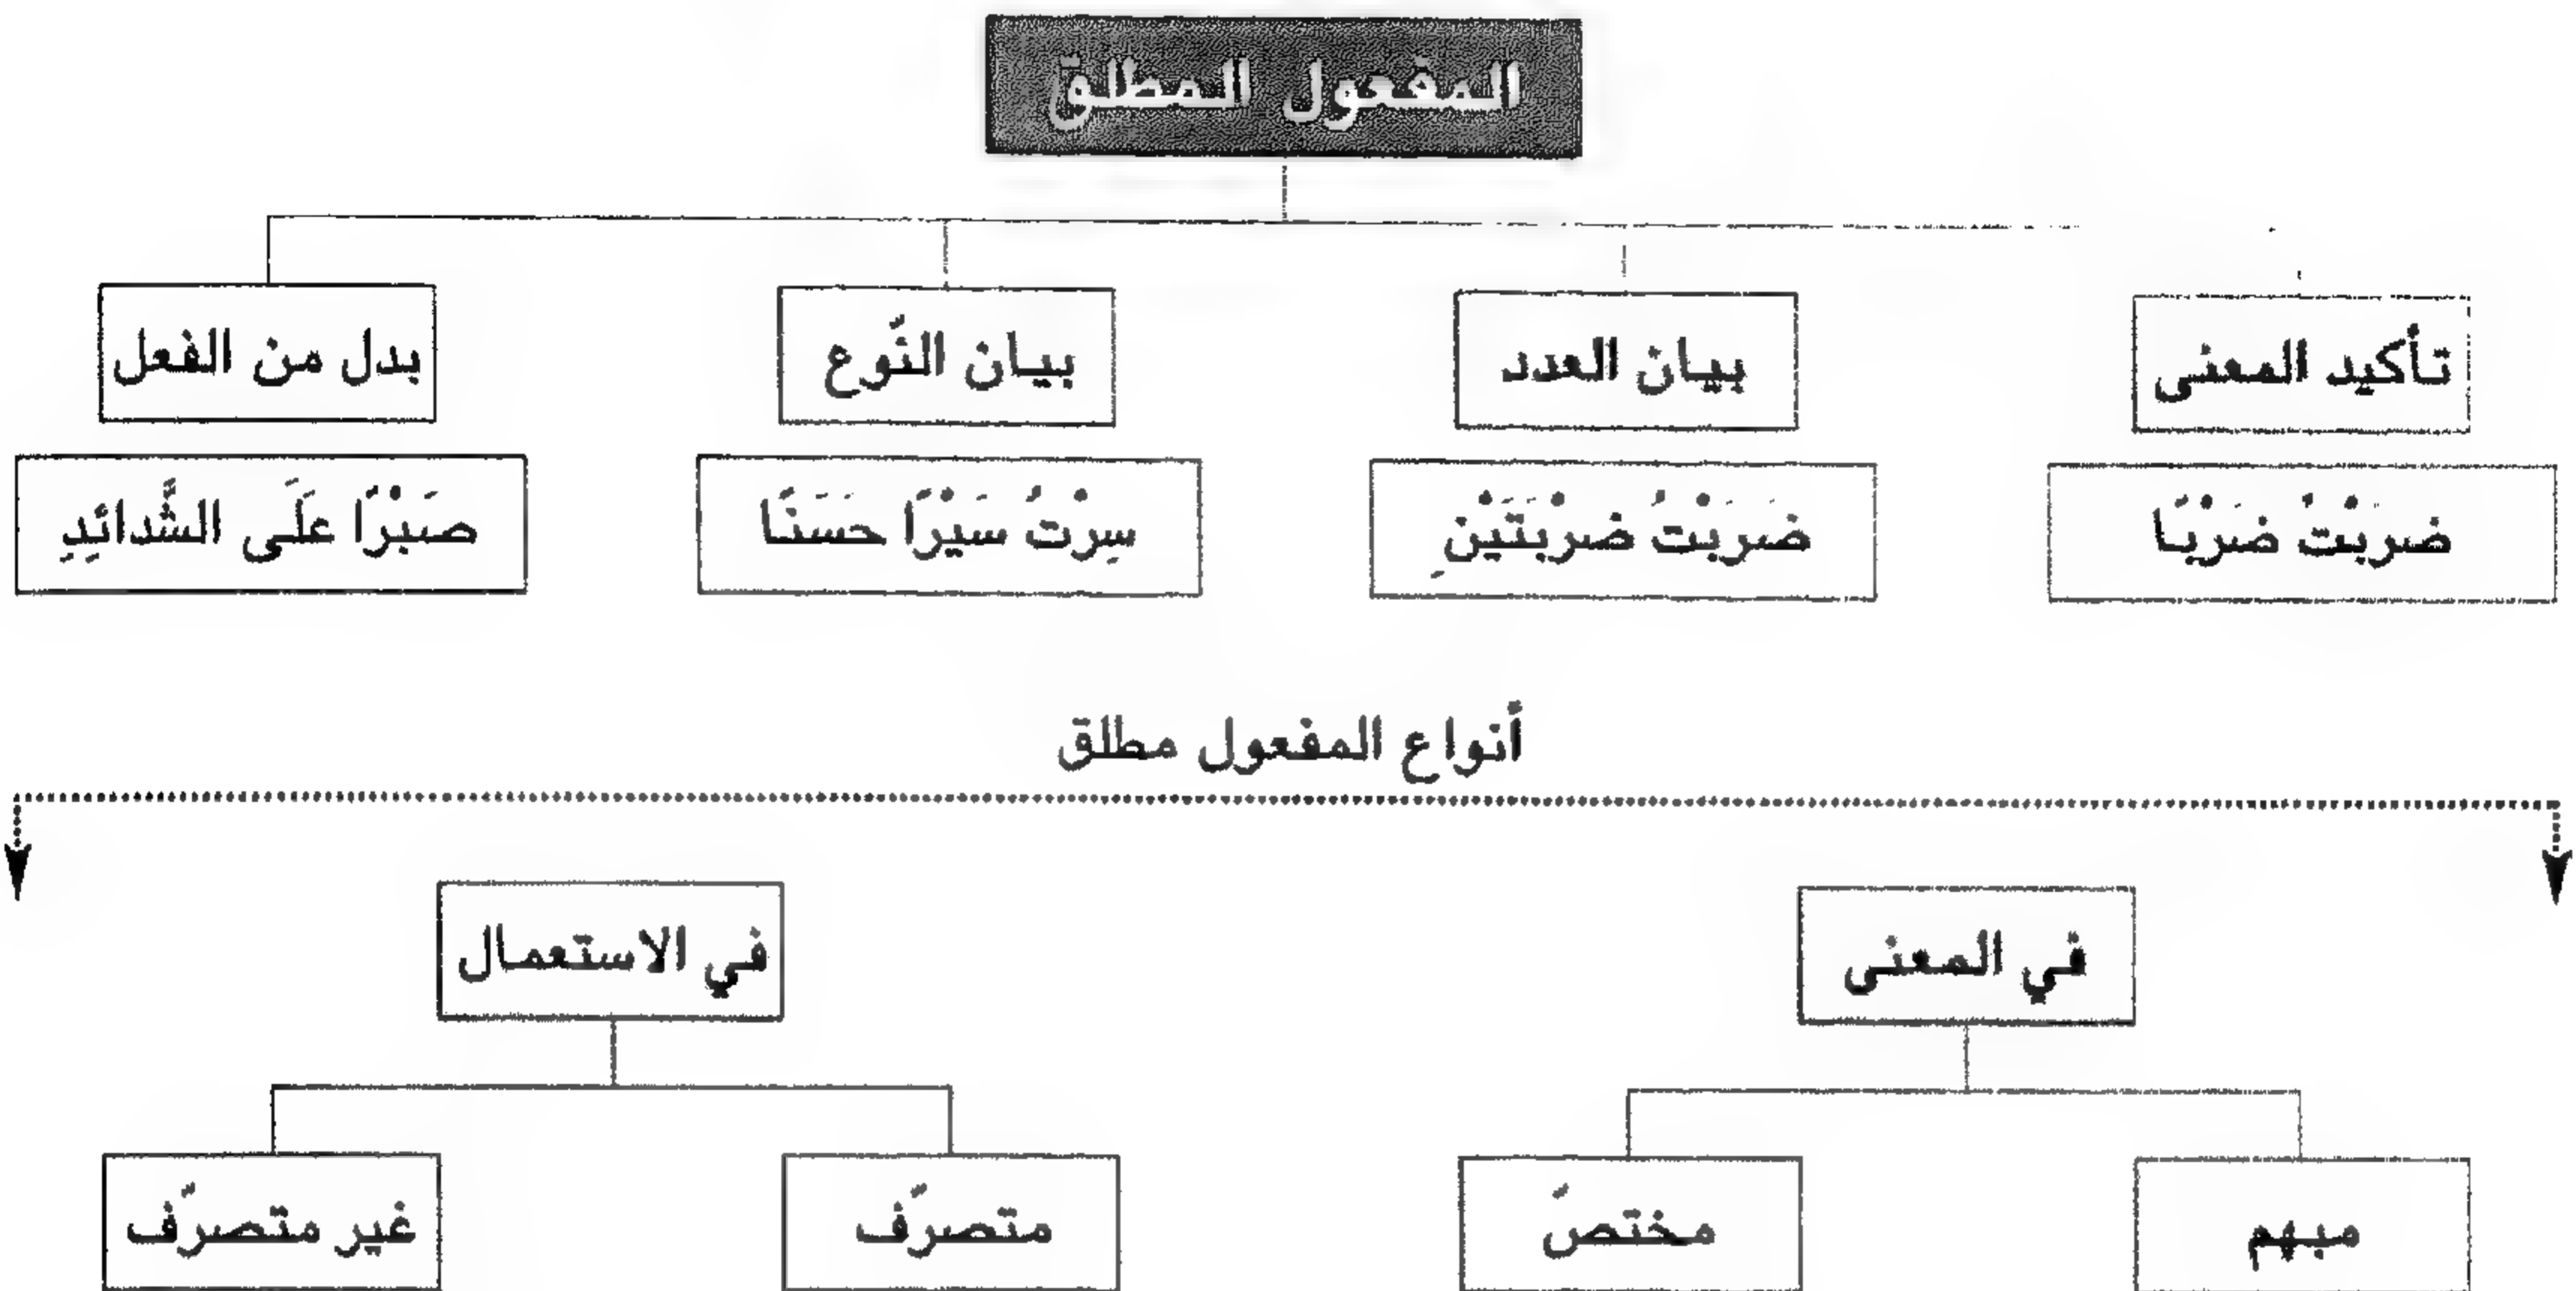 المفعول المطلق
تأكيد المعنى
بيان العدد
بيان النّوع
بدل من الفعل
ضَربْتُ ضَرْبًا
ضَرَبْتُ ضَرْبَتَيْنِ
سِرْتُ سَيْرًا حَسَنًا
صَبْرًا عَلَى الشَّدائِدِ
أنواع المفعول مطلق
في المعنى
في الاستعمال
مبهم
مختصّ
متصرّف
غير متصرّف